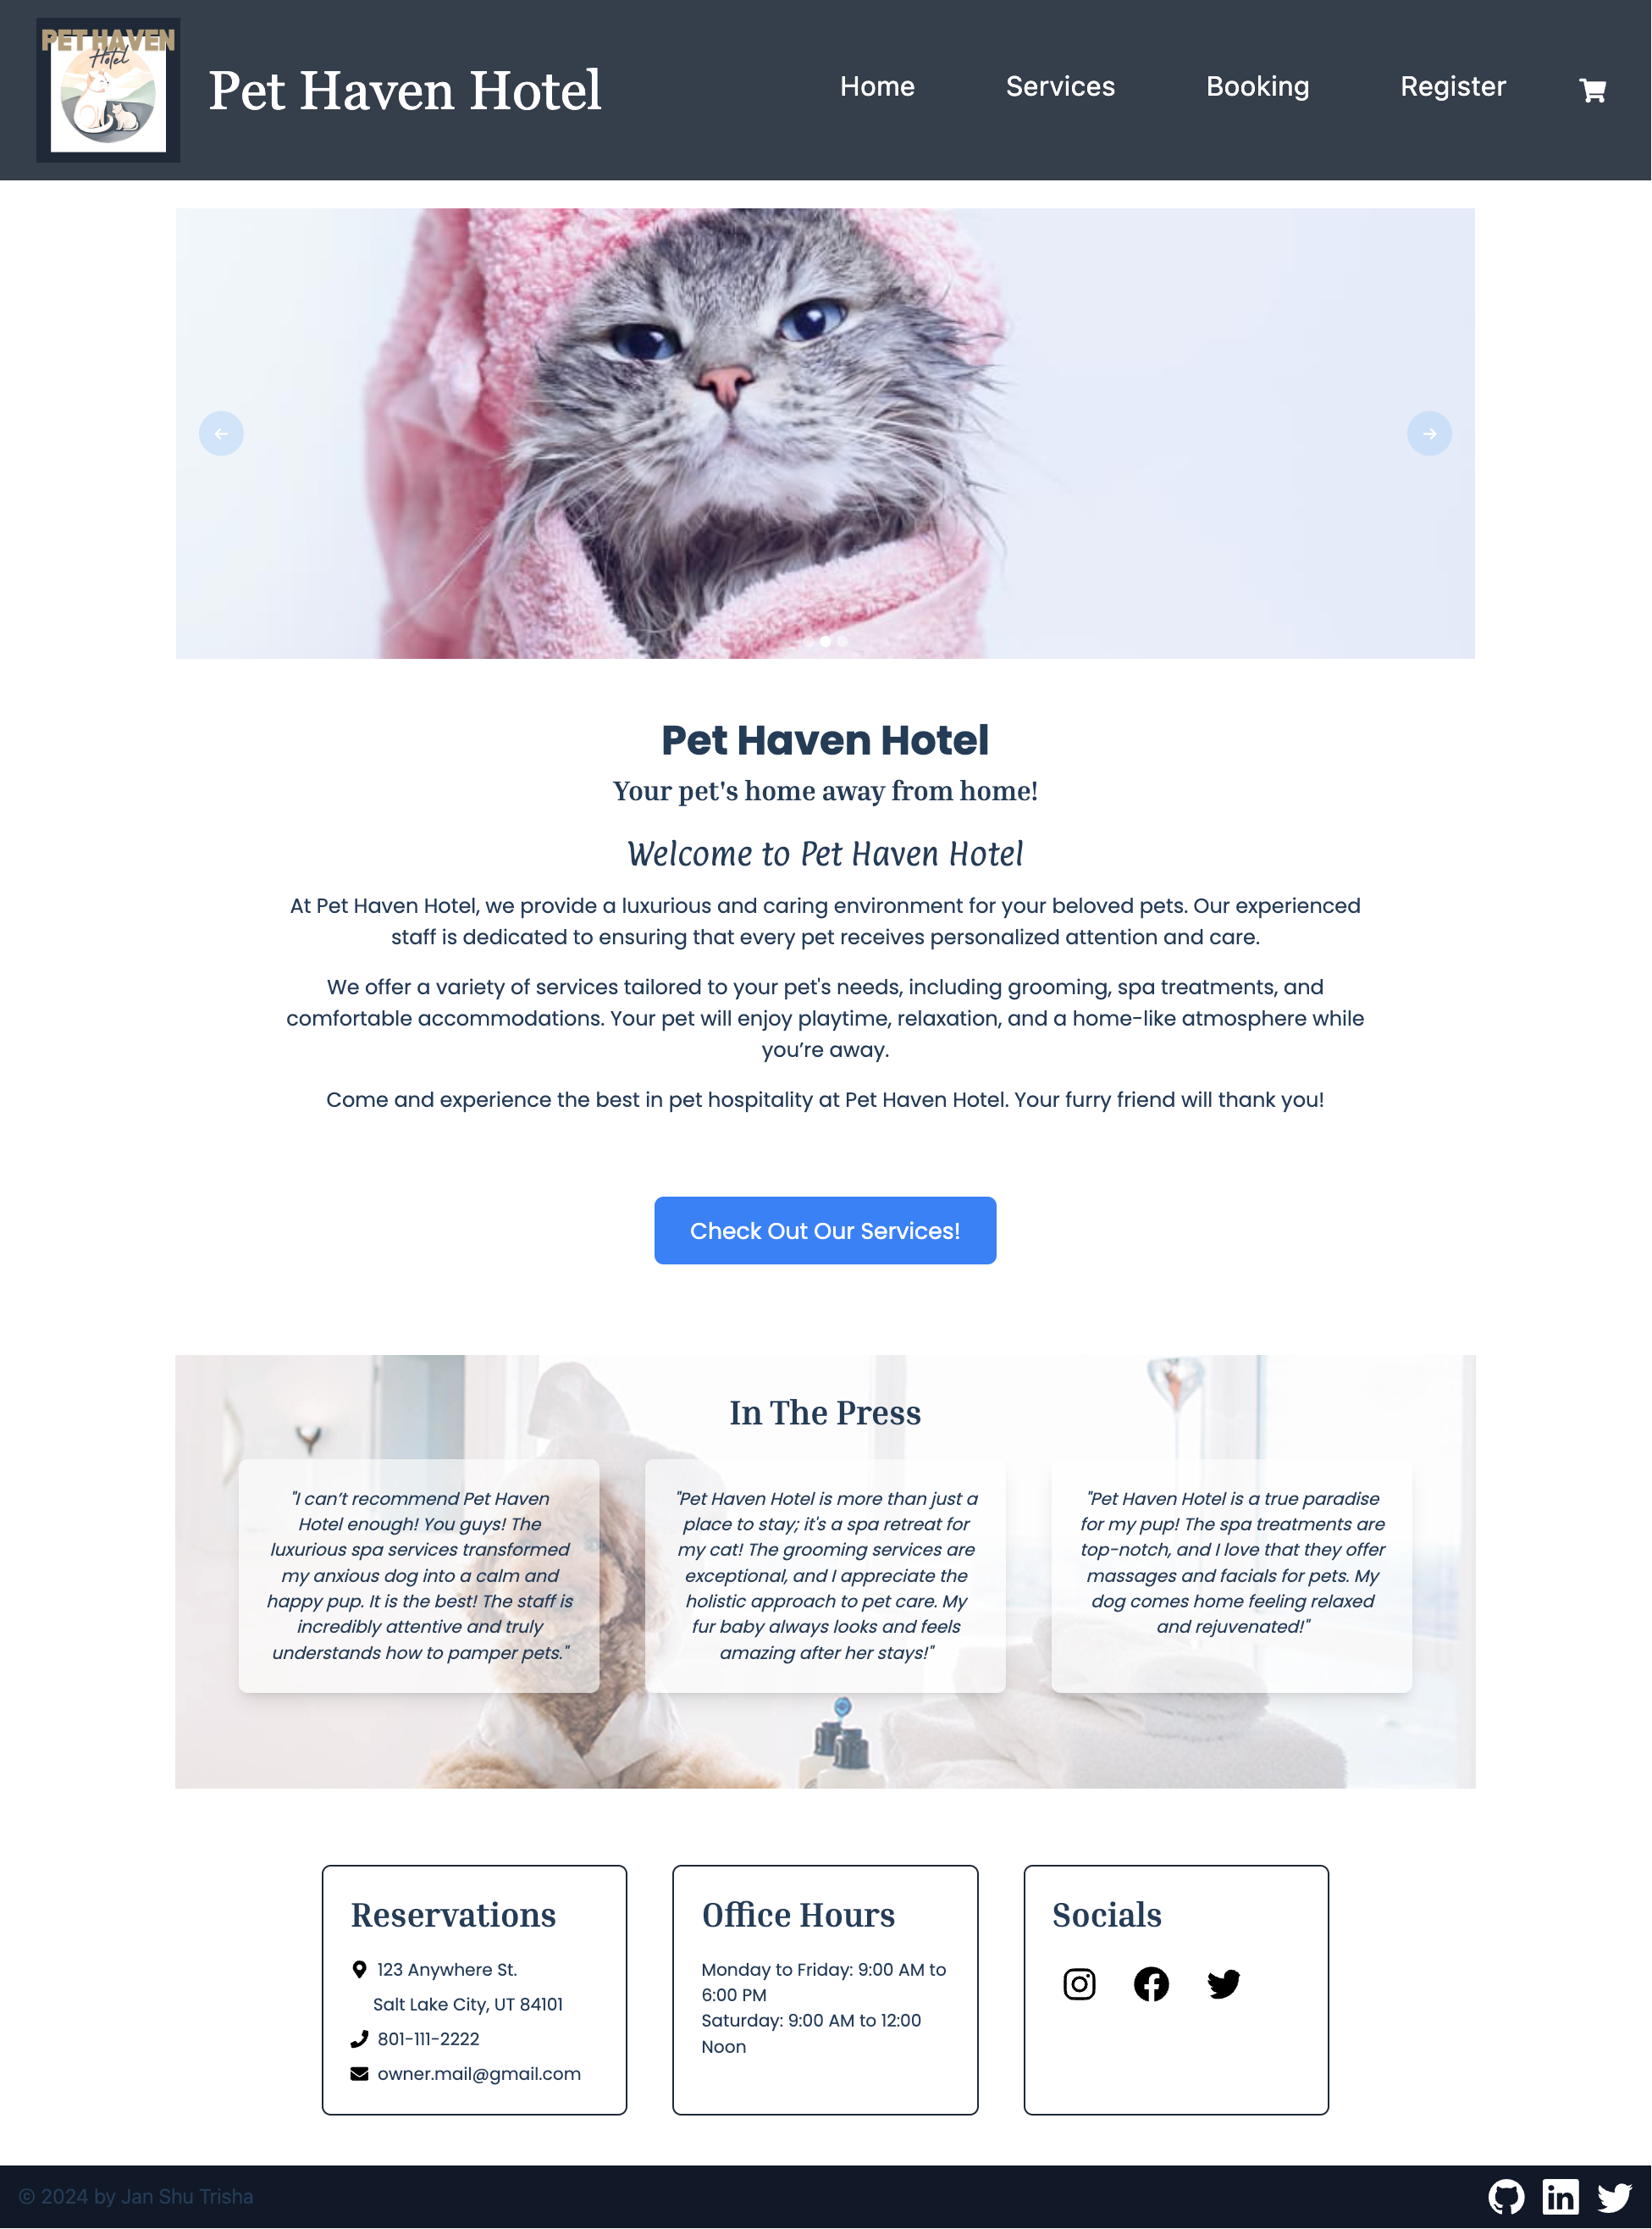 PET HAVEN
Hotel
Pet Haven Hotel
Home
Services
Booking
Register
Pet Haven Hotel
Your pet's home away from home!
Welcome to Pet Haven Hotel
At Pet Haven Hotel, we provide a luxurious and caring environment for your beloved pets. Our experienced
staff is dedicated to ensuring that every pet receives personalized attention and care.
We offer a variety of services tailored to your pet's needs, including grooming, spa treatments, and
comfortable accommodations. Your pet will enjoy playtime, relaxation, and a home-like atmosphere while
you’re away.
Come and experience the best in pet hospitality at Pet Haven Hotel. Your furry friend will thank you!
Check Out Our Services!
In The Press
"I can’t recommend Pet Haven
Hotel enough! You guys! The
luxurious spa services transformed
my anxious dog into a calm and
happy pup. It is the best! The staff is
incredibly attentive and truly
understands how to pamper pets."
"Pet Haven Hotel is more than just a
place to stay; it's a spa retreat for
my cat! The grooming services are
exceptional, and I appreciate the
holistic approach to pet care. My
fur baby always looks and feels
amazing after her stays!"
"Pet Haven Hotel is a true paradise
for my pup! The spa treatments are
top-notch, and I love that they offer
massages and facials for pets. My
dog comes home feeling relaxed
and rejuvenated!"
Reservations
123 Anywhere St.
Salt Lake City, UT 84101
801-111-2222
owner.mail@gmail.com
Office Hours
Monday to Friday: 9:00 AM to
6:00 PM
Saturday: 9:00 AM to 12:00
Noon
Socials
© 2024 by Jan Shu Trisha